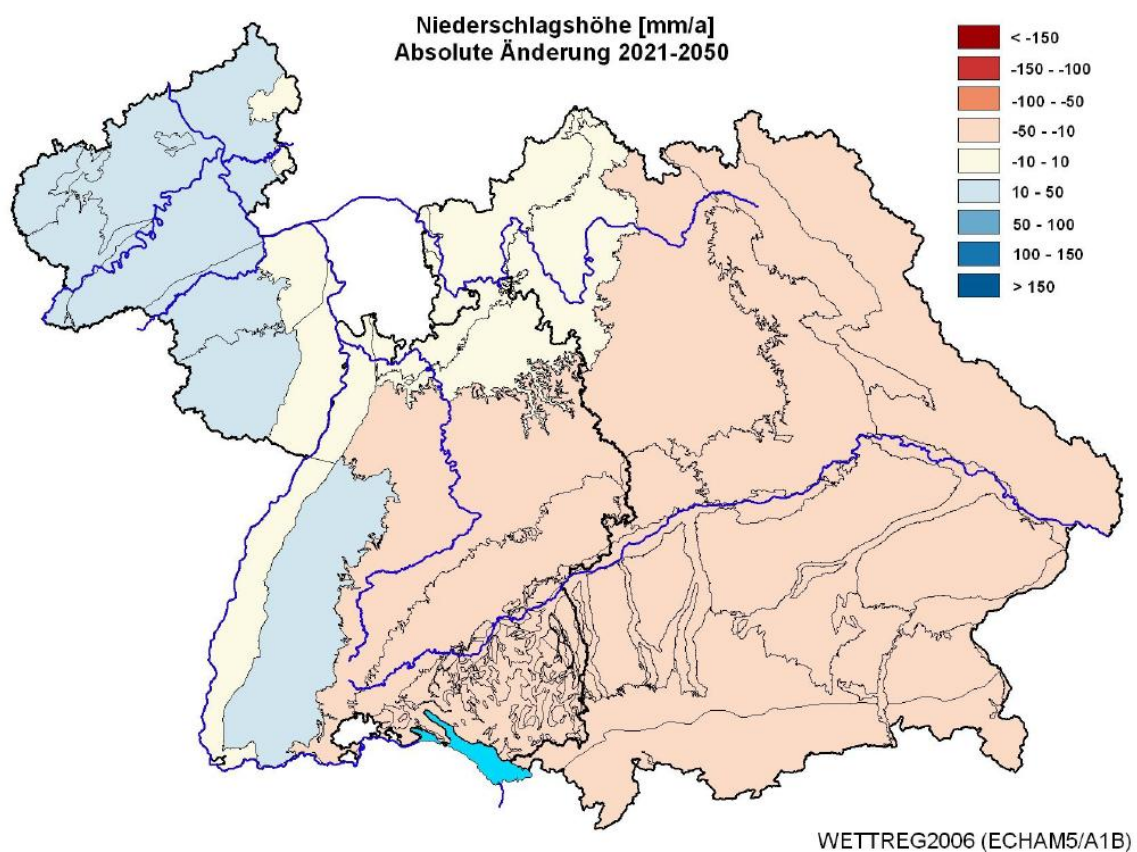 Niederschlagshöhe [mm/a]
Absolute Änderung 2021-2050
< -150
-150 - -100
-100 - -50
-50 - -10
-10 - 10
10 - 50
50 - 100
100 - 150
> 150
WETTREG2006 (ECHAM5/A1B)